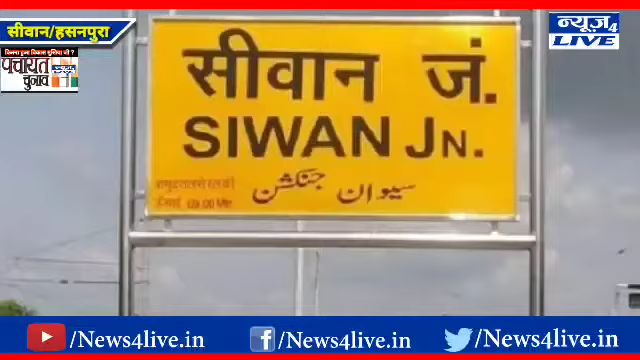 सीवान/हसनपुरा
न्यूज़4
LIVE
पंचायत
चुनाव
सीवान जं.
SIWAN JN.
سیوان جنکشن
/News4live.in
/News4live.in
/News4live.in